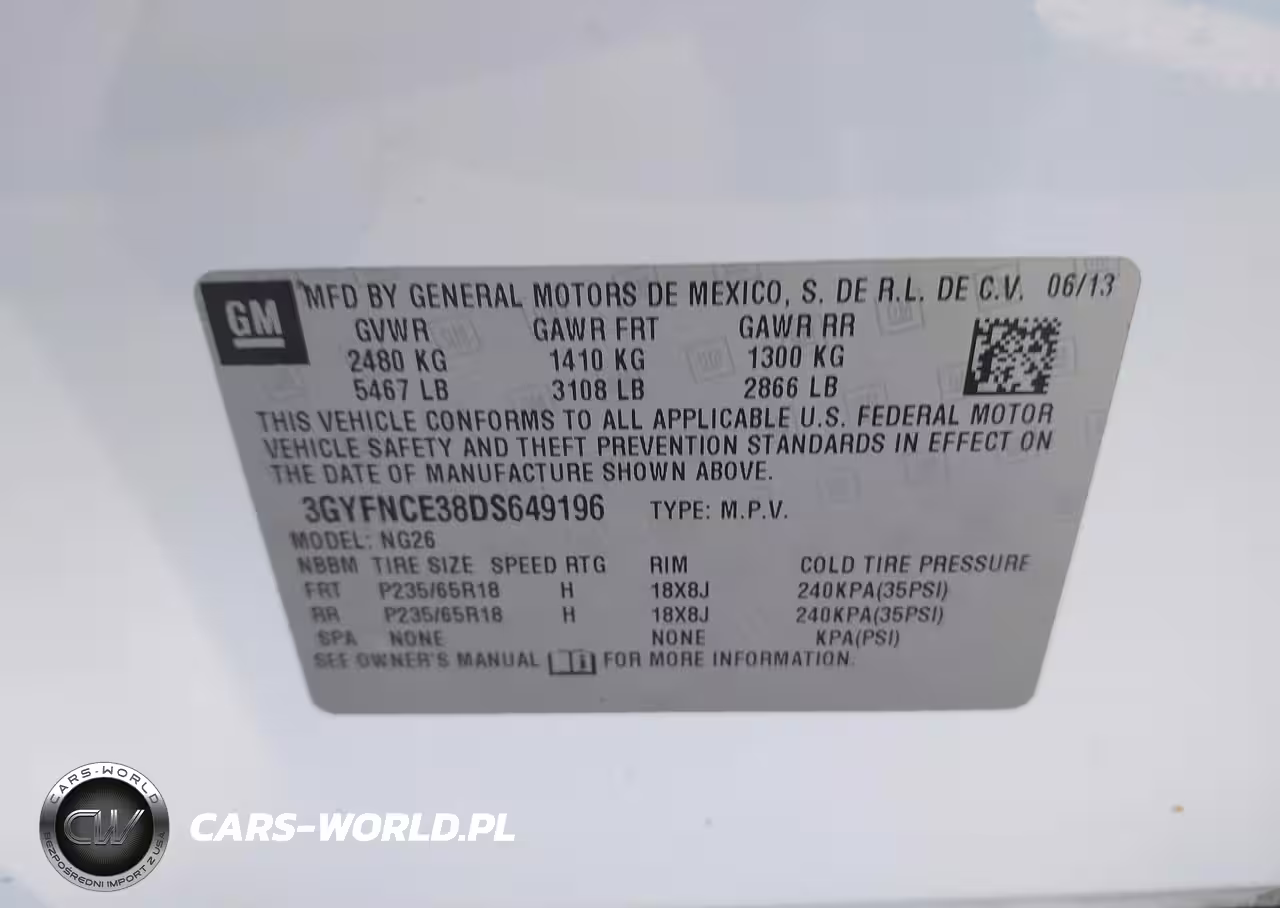 GM
MFD BY GENERAL MOTORS DE MEXICO, S. DE R.L. DE C.V. 06/13
GVWR GAWR FRT GAWR RR
2480 KG 1410 KG 1300 KG
5467 LB 3108 LB 2866 LB
THIS VEHICLE CONFORMS TO ALL APPLICABLE U.S. FEDERAL MOTOR
VEHICLE SAFETY AND THEFT PREVENTION STANDARDS IN EFFECT ON
THE DATE OF MANUFACTURE SHOWN ABOVE.
3GYFNCE38DS649196 TYPE: M.P.V.
MODEL: NG26
NBBM TIRE SIZE SPEED RTG RIM COLD TIRE PRESSURE
FRT P235/65R18 H 18X8J 240KPA(35PSI)
RR P235/65R18 H 18X8J 240KPA(35PSI)
SPA NONE NONE KPA(PSI)
SEE OWNER'S MANUAL FOR MORE INFORMATION.
CARS-WORLD
CW
BEZPOŚREDNI IMPORT Z USA
CARS-WORLD.PL